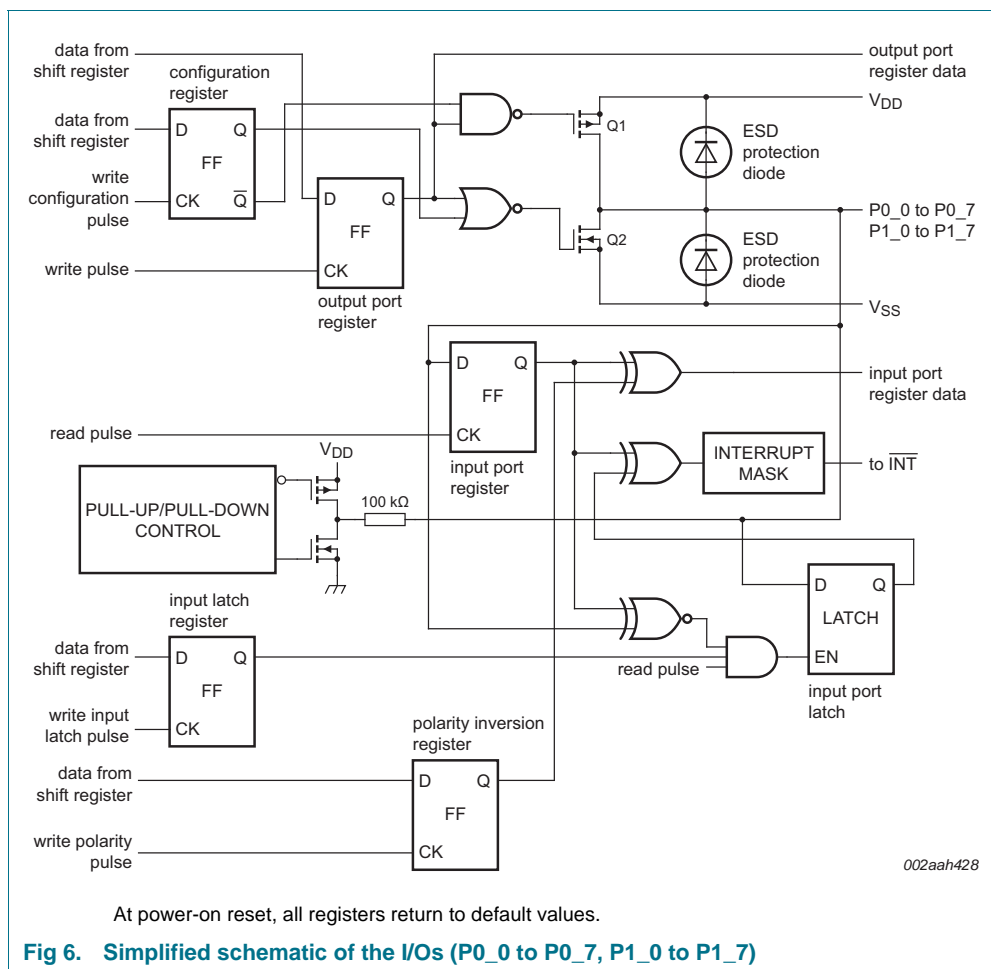 data from
shift register
configuration
register
data from
shift register
D
Q
FF
write
configuration
pulse
CK
Q
D
Q
FF
write pulse
CK
output port
register
Q1
Q2
output port
register data
VDD
ESD
protection
diode
P0_0 to P0_7
P1_0 to P1_7
ESD
protection
diode
VSS
D
Q
FF
read pulse
CK
input port
register
input port
register data
INTERRUPT
MASK
to INT
VDD
PULL-UP/PULL-DOWN
CONTROL
100 kΩ
D
Q
LATCH
EN
input port
latch
read pulse
input latch
register
data from
shift register
D
Q
FF
write input
latch pulse
CK
polarity inversion
register
data from
shift register
D
Q
FF
write polarity
pulse
CK
002aah428
At power-on reset, all registers return to default values.
Fig 6. Simplified schematic of the I/Os (P0_0 to P0_7, P1_0 to P1_7)